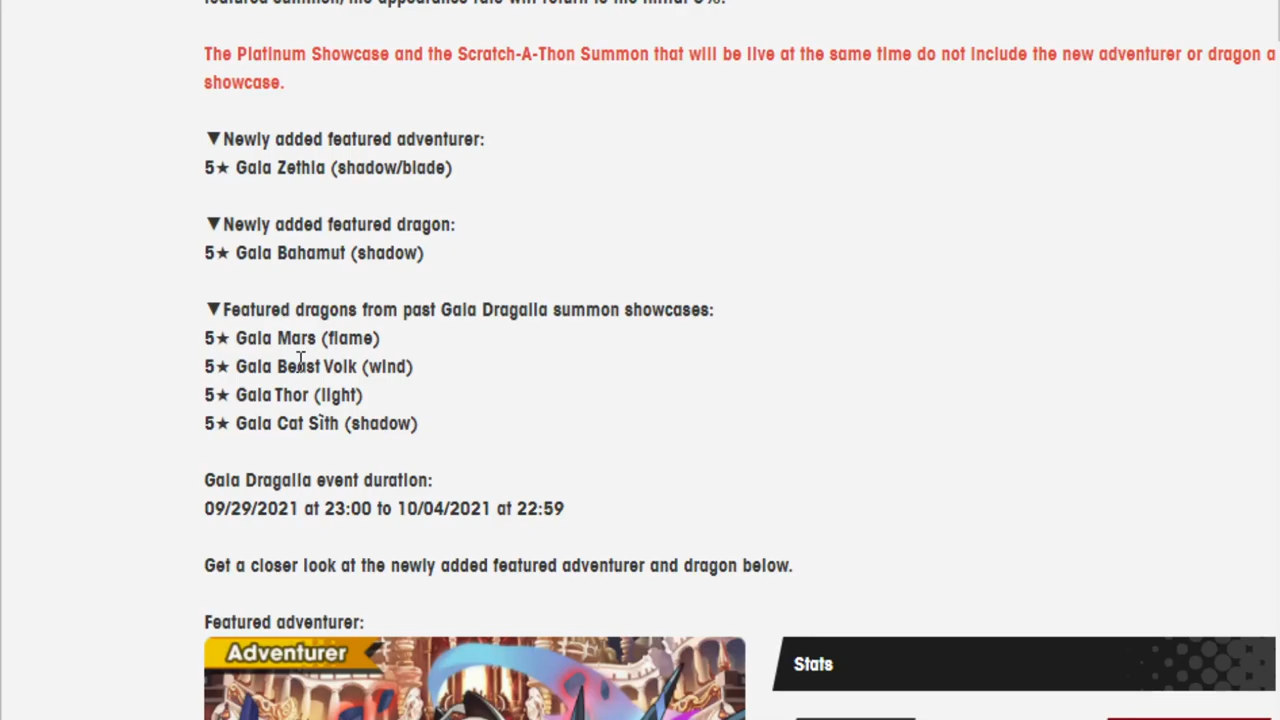 The Platinum Showcase and the Scratch-A-Thon Summon that will be live at the same time do not include the new adventurer or dragon a
showcase.
▼Newly added featured adventurer:
5★ Gala Zethia (shadow/blade)
▼Newly added featured dragon:
5★ Gala Bahamut (shadow)
▼Featured dragons from past Gala Dragalia summon showcases:
5★ Gala Mars (flame)
5★ Gala Beast Volk (wind)
5★ Gala Thor (light)
5★ Gala Cat Sìth (shadow)
Gala Dragalia event duration:
09/29/2021 at 23:00 to 10/04/2021 at 22:59
Get a closer look at the newly added featured adventurer and dragon below.
Featured adventurer:
Adventurer
Stats